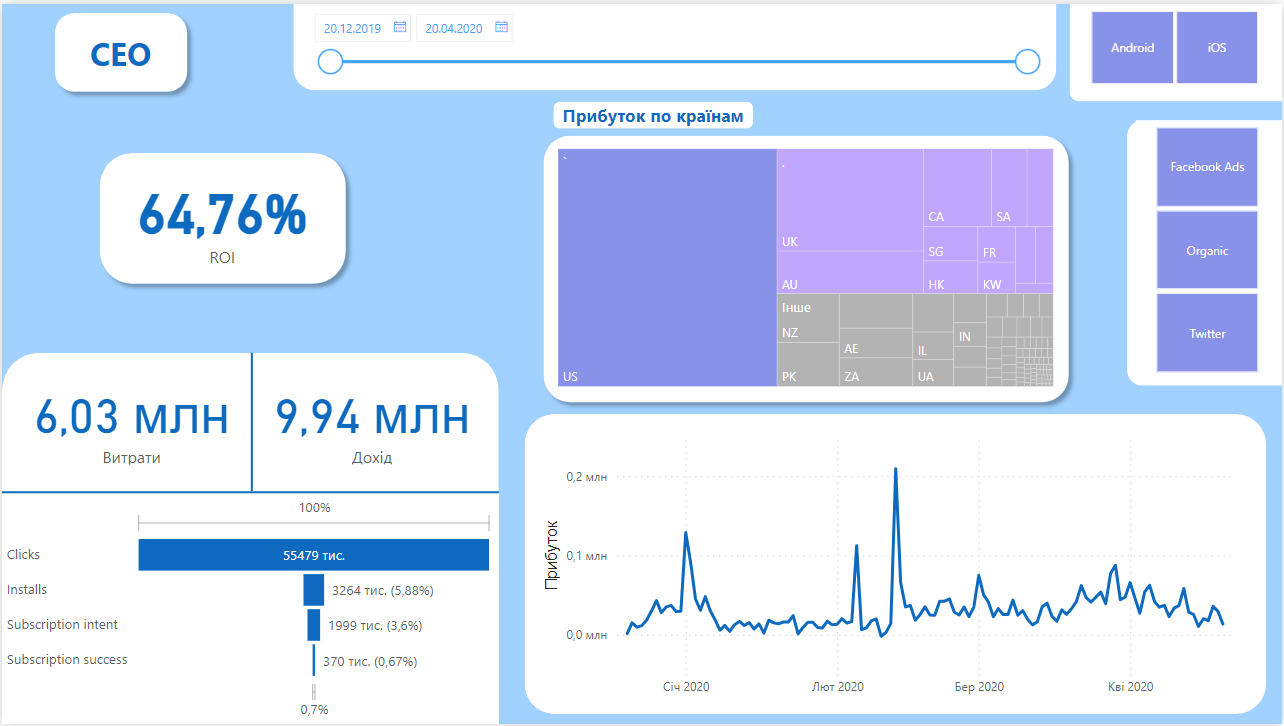 CEO
20.12.2019
20.04.2020
Android
iOS
Прибуток по країнам
Facebook Ads
Organic
Twitter
64,76%
ROI
UK
AU
CA
SA
SG
FR
HK
KW
Інше
NZ
PK
AE
ZA
IL
UA
IN
US
6,03 млн
Витрати
9,94 млн
Дохід
100%
Clicks
55479 тис.
Installs
3264 тис. (5,88%)
Subscription intent
1999 тис. (3,6%)
Subscription success
370 тис. (0,67%)
0,7%
Прибуток
0,2 млн
0,1 млн
0,0 млн
Січ 2020
Лют 2020
Бер 2020
Кві 2020